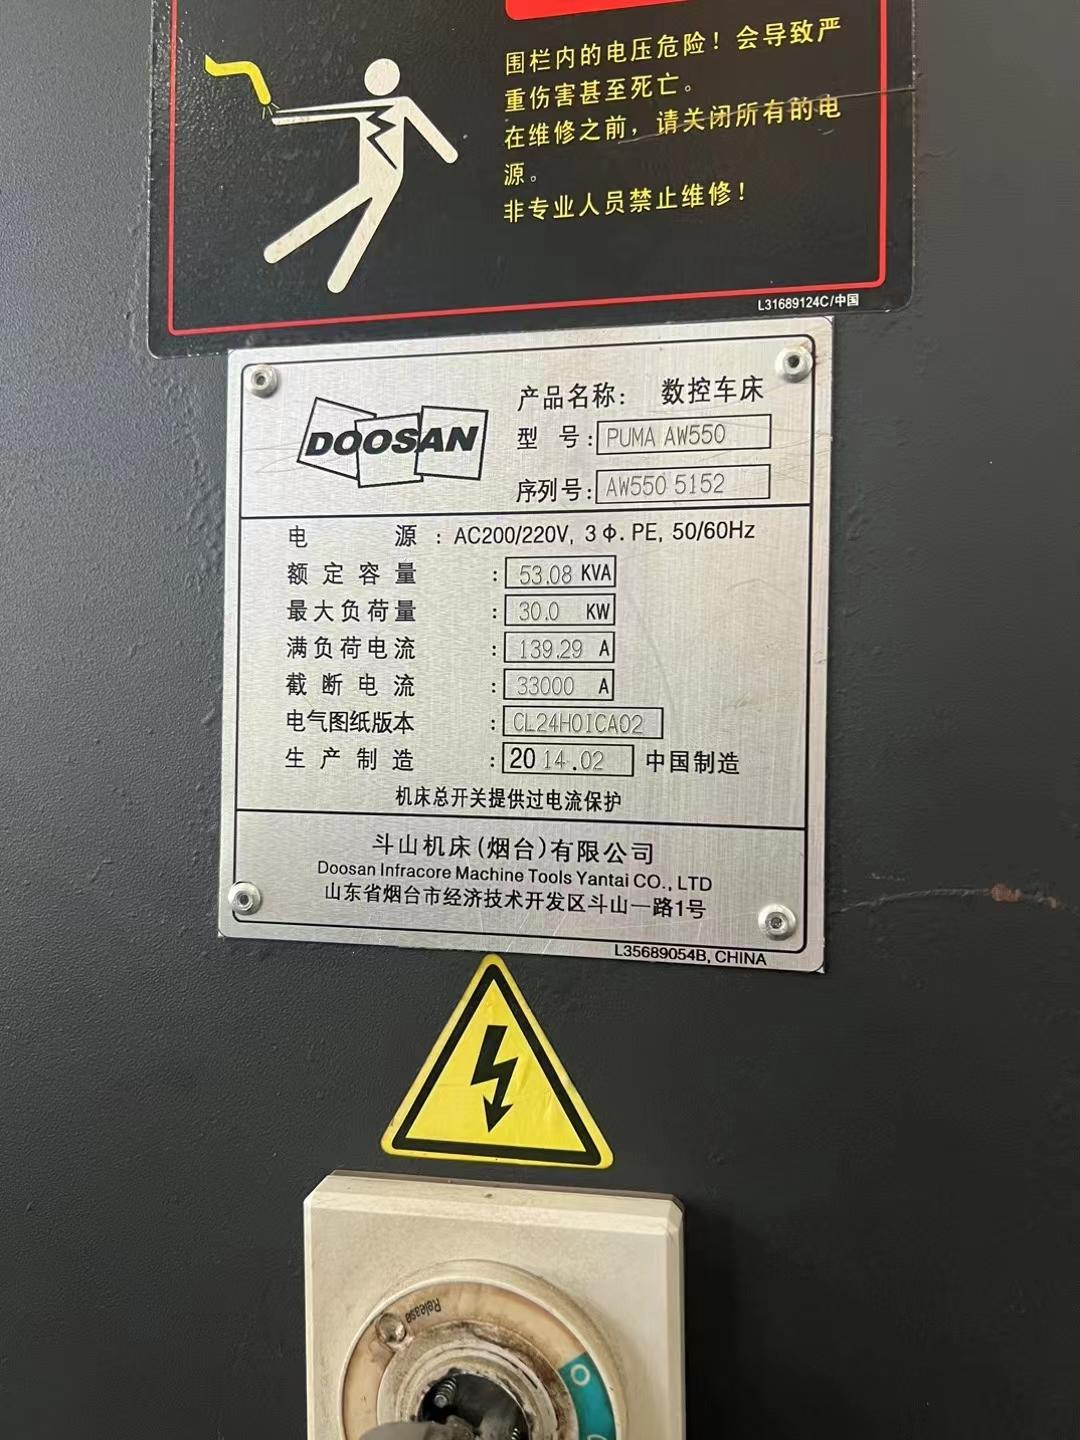 围栏内的电压危险！会导致严
重伤害甚至死亡。
在维修之前，请关闭所有的电
源。
非专业人员禁止维修！
L31689124C/中国
DOOSAN
产品名称： 数控车床
型 号: PUMA AW550
序列号: AW550 5152
电 源 : AC200/220V, 3Φ. PE, 50/60Hz
额定容量 : 53.08 KVA
最大负荷量 : 30.0 KW
满负荷电流 : 139.29 A
截断电流 : 33000 A
电气图纸版本 : CL24H0ICA02
生产制造 : 2014.02 中国制造
机床总开关提供过电流保护
斗山机床(烟台)有限公司
Doosan Infracore Machine Tools Yantai CO., LTD
山东省烟台市经济技术开发区斗山一路1号
L35689054B, CHINA
Release
O